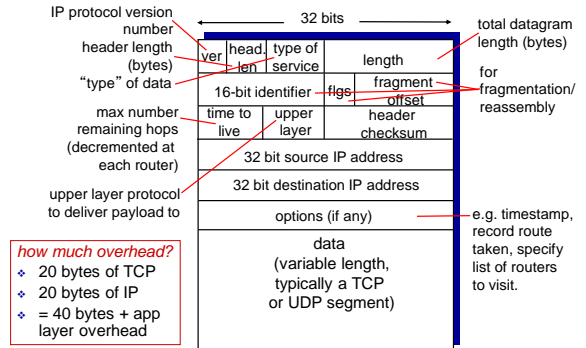 IP protocol version
number
header length
(bytes)
“type” of data
32 bits
total datagram
length (bytes)
ver
head.
len
type of
service
length
16-bit identifier
flgs
fragment
offset
for
fragmentation/
reassembly
max number
remaining hops
(decremented at
each router)
time to
live
upper
layer
header
checksum
32 bit source IP address
32 bit destination IP address
upper layer protocol
to deliver payload to
options (if any)
e.g. timestamp,
record route
taken, specify
list of routers
to visit.
data
(variable length,
typically a TCP
or UDP segment)
how much overhead?
❖ 20 bytes of TCP
❖ 20 bytes of IP
❖ = 40 bytes + app
layer overhead